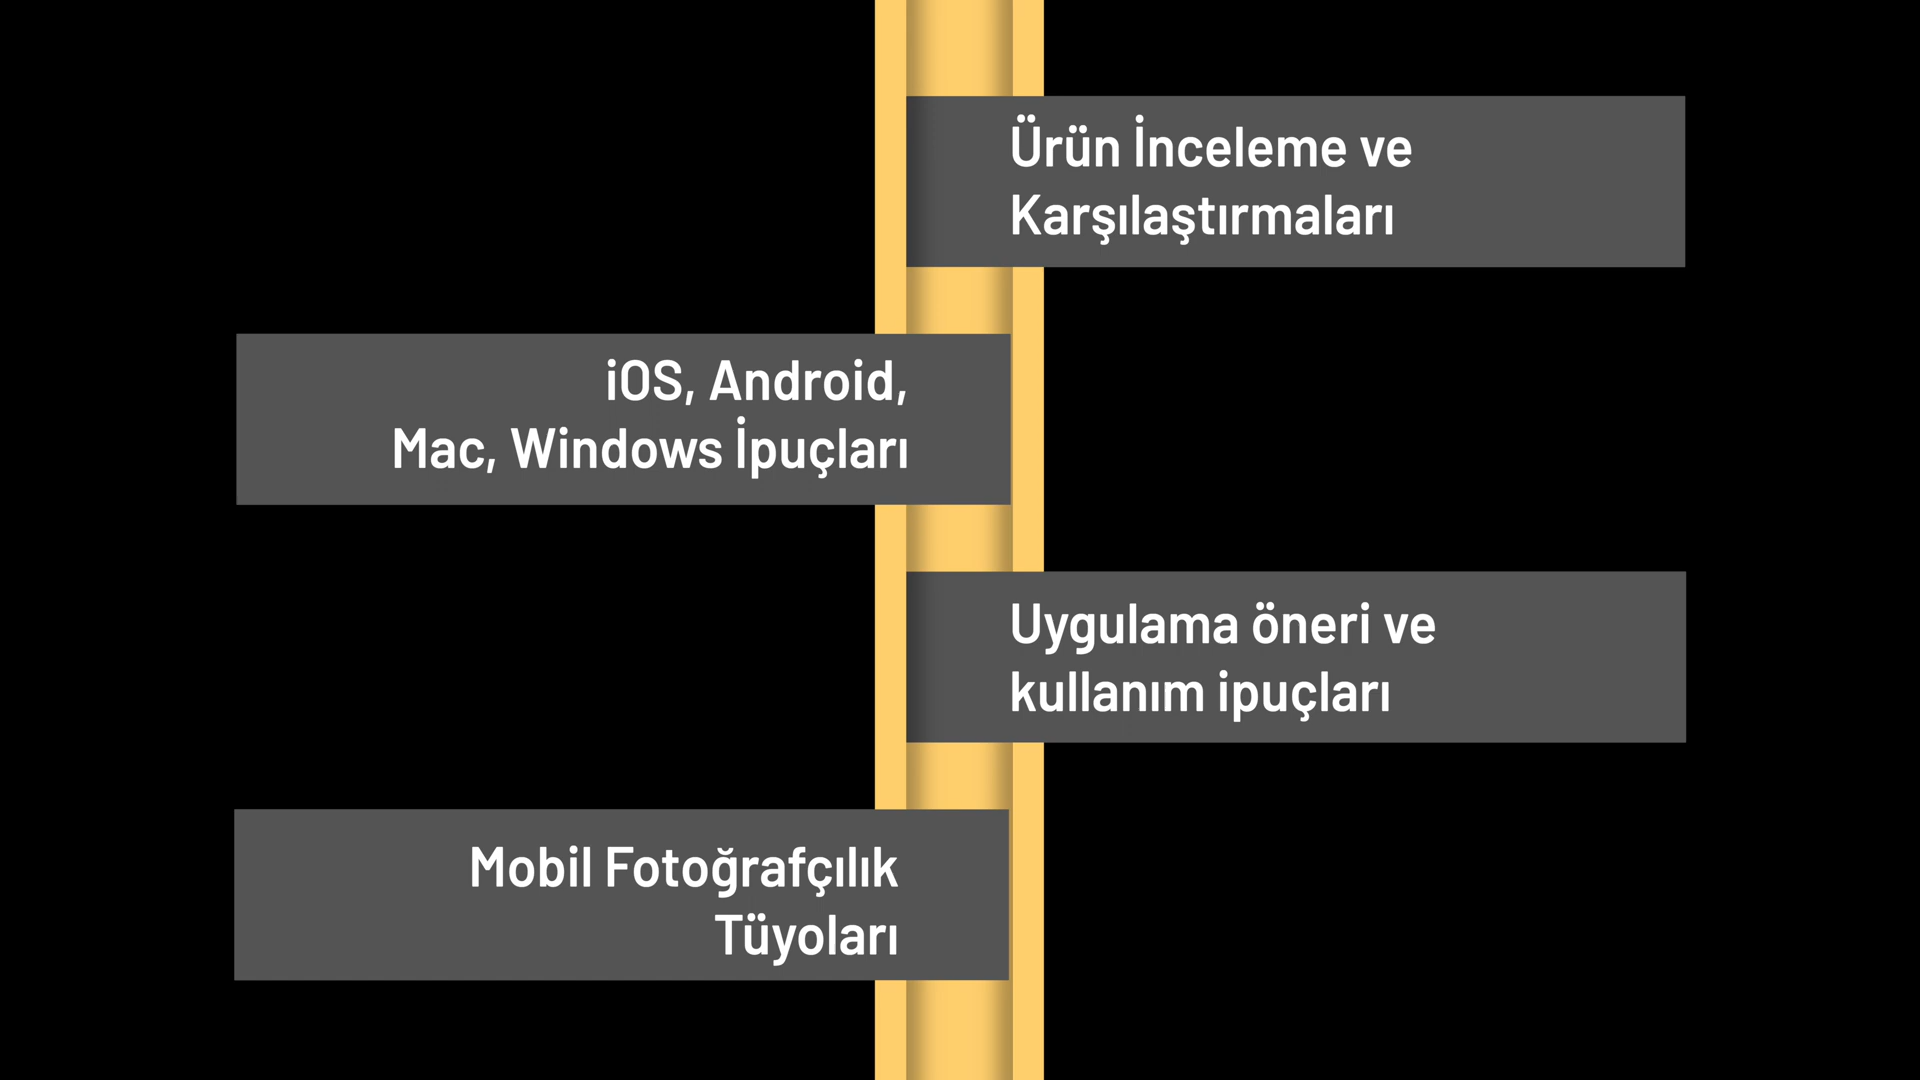 Ürün İnceleme ve
Karşılaştırmaları
iOS, Android,
Mac, Windows İpuçları
Uygulama öneri ve
kullanım ipuçları
Mobil Fotoğrafçılık
Tüyoları